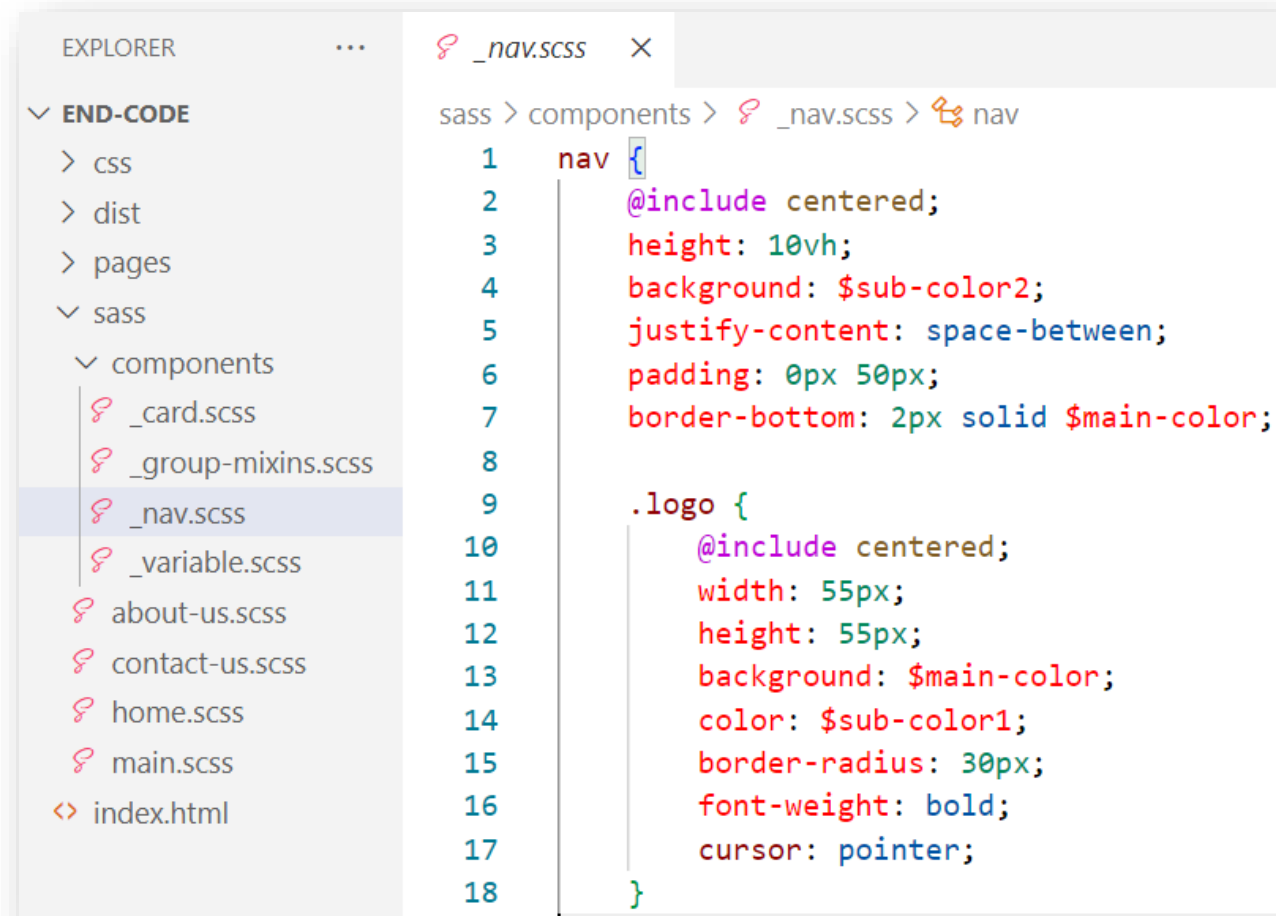 EXPLORER ...
END-CODE
css
dist
pages
sass
components
_card.scss
_group-mixins.scss
_nav.scss
_variable.scss
about-us.scss
contact-us.scss
home.scss
main.scss
index.html
_nav.scss
sass > components > _nav.scss > nav
1 nav {
2 @include centered;
3 height: 10vh;
4 background: $sub-color2;
5 justify-content: space-between;
6 padding: 0px 50px;
7 border-bottom: 2px solid $main-color;
8
9 .logo {
10 @include centered;
11 width: 55px;
12 height: 55px;
13 background: $main-color;
14 color: $sub-color1;
15 border-radius: 30px;
16 font-weight: bold;
17 cursor: pointer;
18 }